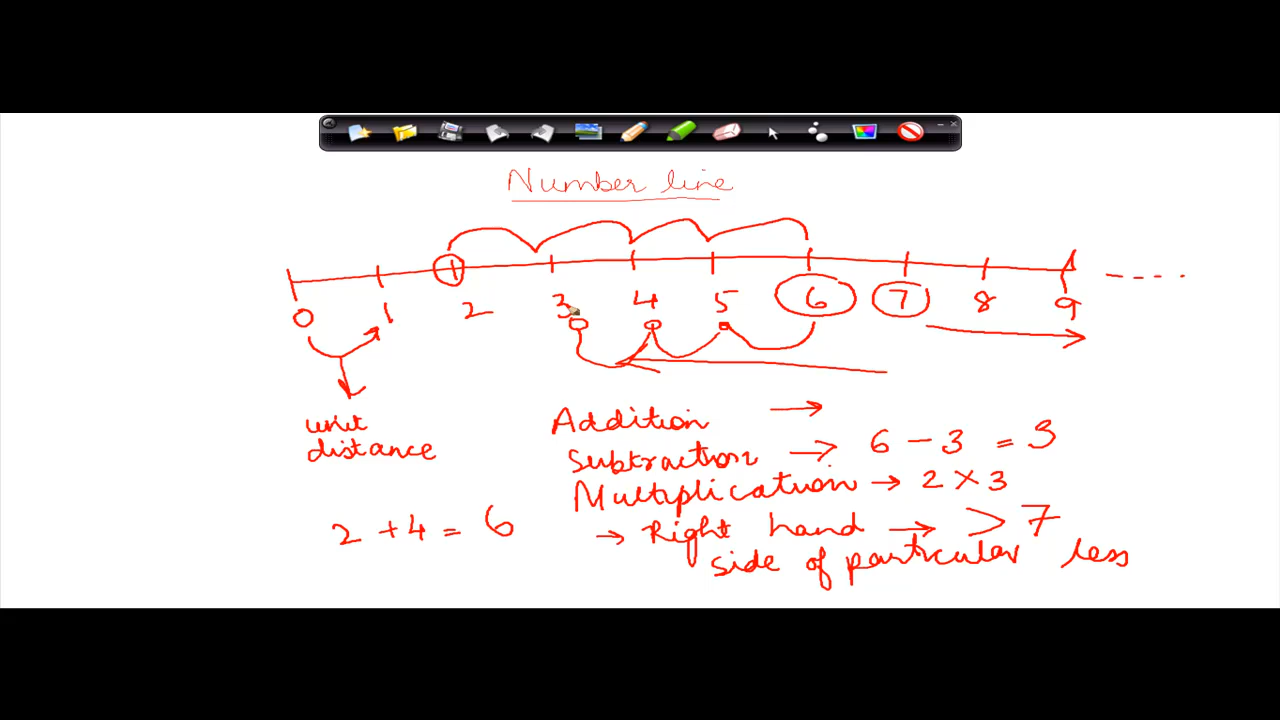 Number line
0 1 2 3 4 5 6 7 8 9 ----
unit
distance
Addition →
Subtraction → 6 - 3 = 3
Multiplication → 2 × 3
2 + 4 = 6
→ Right hand → > 7
side of particular less